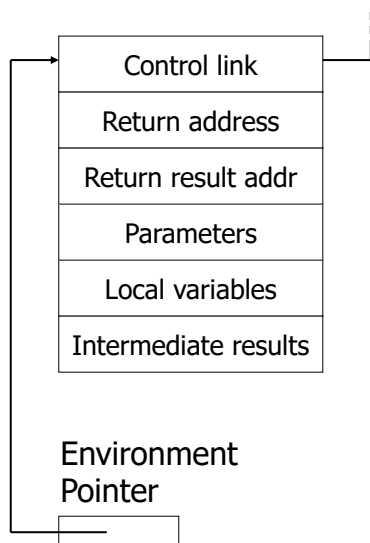 Control link
Return address
Return result addr
Parameters
Local variables
Intermediate results
Environment
Pointer